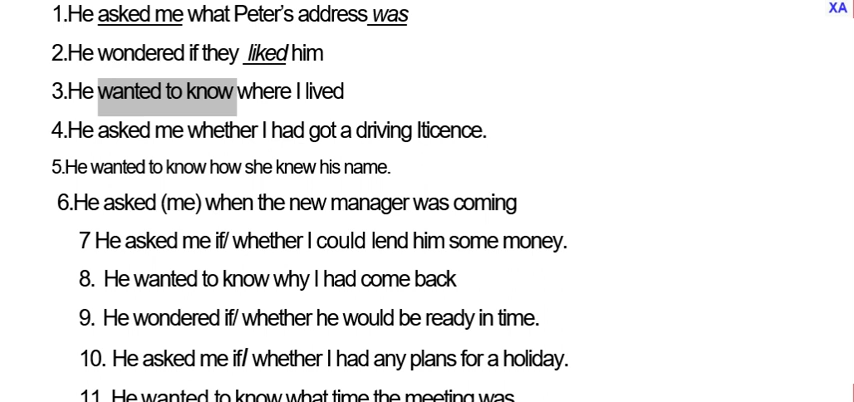 XA
1.He asked me what Peter's address was
2.He wondered if they liked him
3.He wanted to know where I lived
4.He asked me whether I had got a driving lticence.
5.He wanted to know how she knew his name.
6.He asked (me) when the new manager was coming
7 He asked me if/ whether I could lend him some money.
8. He wanted to know why I had come back
9. He wondered if/ whether he would be ready in time.
10. He asked me if/ whether I had any plans for a holiday.
11. He wanted to know what time the meeting was